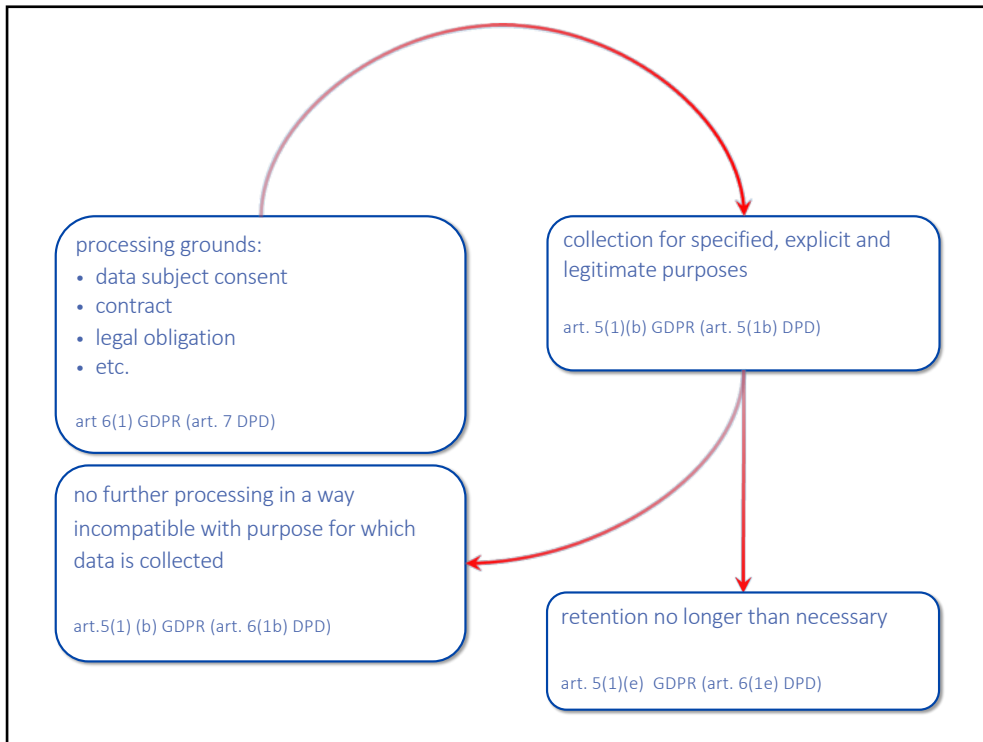 processing grounds:
• data subject consent
• contract
• legal obligation
• etc.
art 6(1) GDPR (art. 7 DPD)
collection for specified, explicit and
legitimate purposes
art. 5(1)(b) GDPR (art. 5(1b) DPD)
no further processing in a way
incompatible with purpose for which
data is collected
art.5(1) (b) GDPR (art. 6(1b) DPD)
retention no longer than necessary
art. 5(1)(e) GDPR (art. 6(1e) DPD)